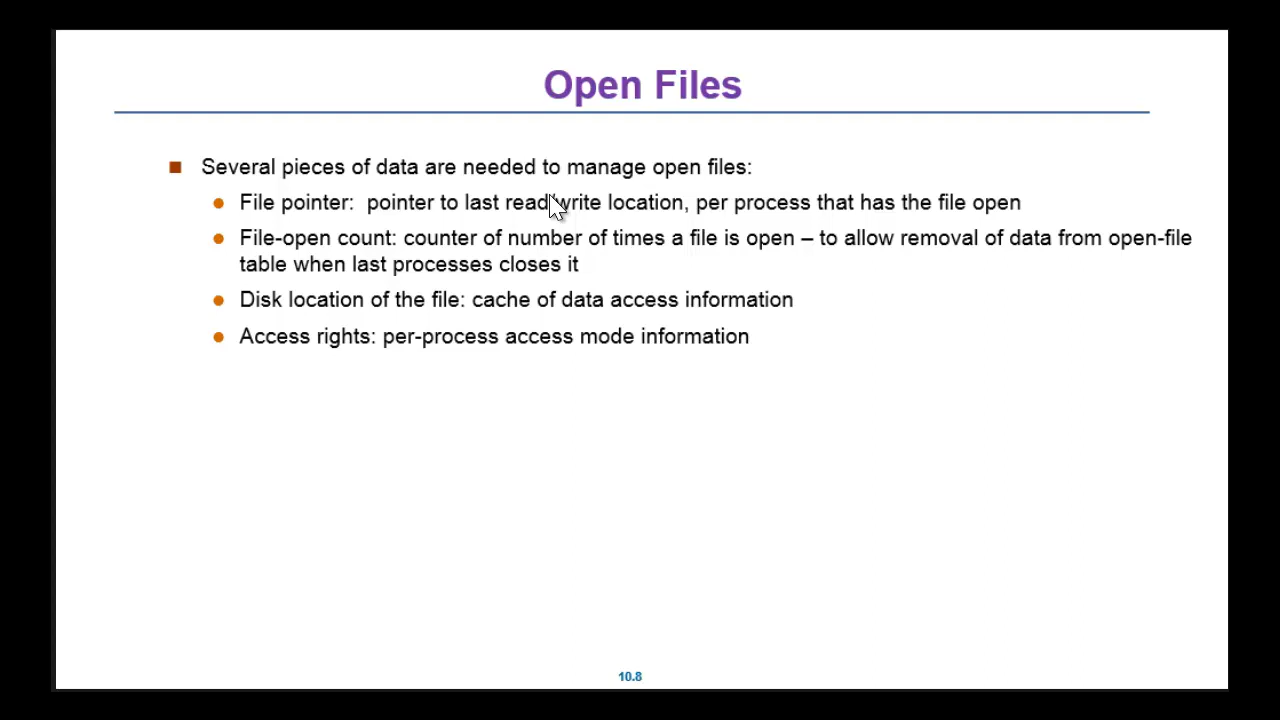 Open Files
Several pieces of data are needed to manage open files:
File pointer:  pointer to last read/write location, per process that has the file open
File-open count: counter of number of times a file is open – to allow removal of data from open-file
table when last processes closes it
Disk location of the file: cache of data access information
Access rights: per-process access mode information
10.8